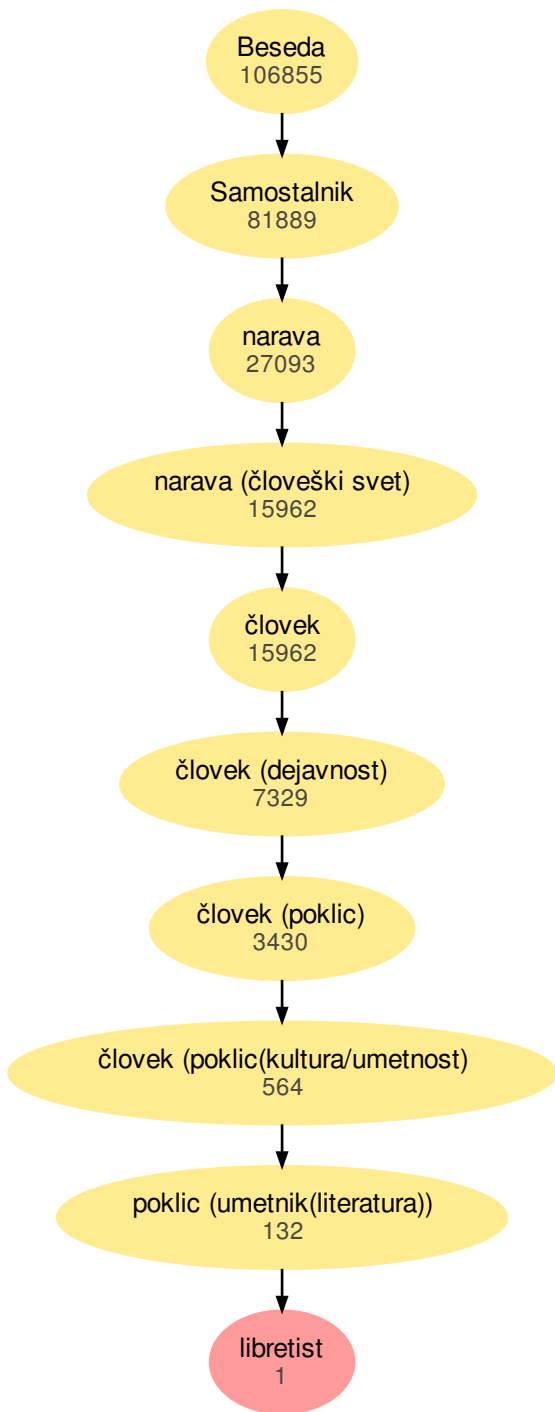 Beseda
106855
Samostalnik
81889
narava
27093
narava (človeški svet)
15962
človek
15962
človek (dejavnost)
7329
človek (poklic)
3430
človek (poklic(kultura/umetnost)
564
poklic (umetnik(literatura))
132
libretist
1